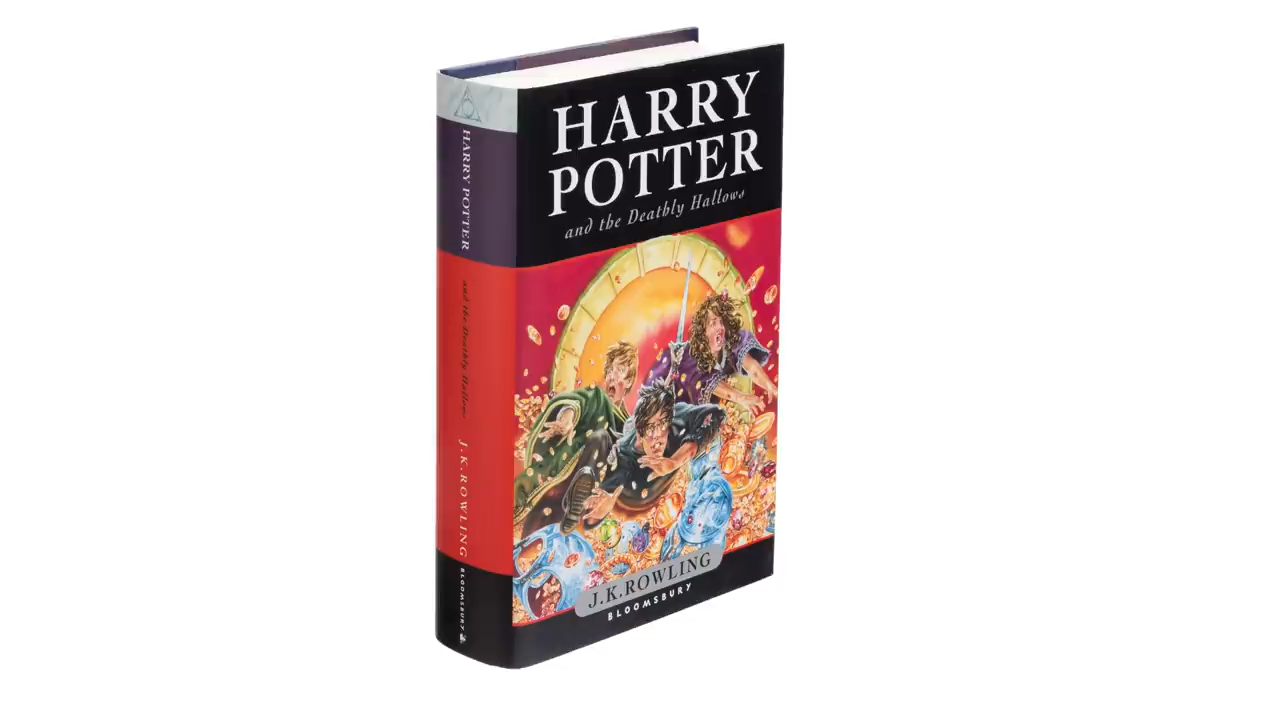 HARRY
POTTER
and the Deathly Hallows
J.K.ROWLING
BLOOMSBURY
HARRY POTTER
and the Deathly Hallows
J.K.ROWLING
BLOOMSBURY